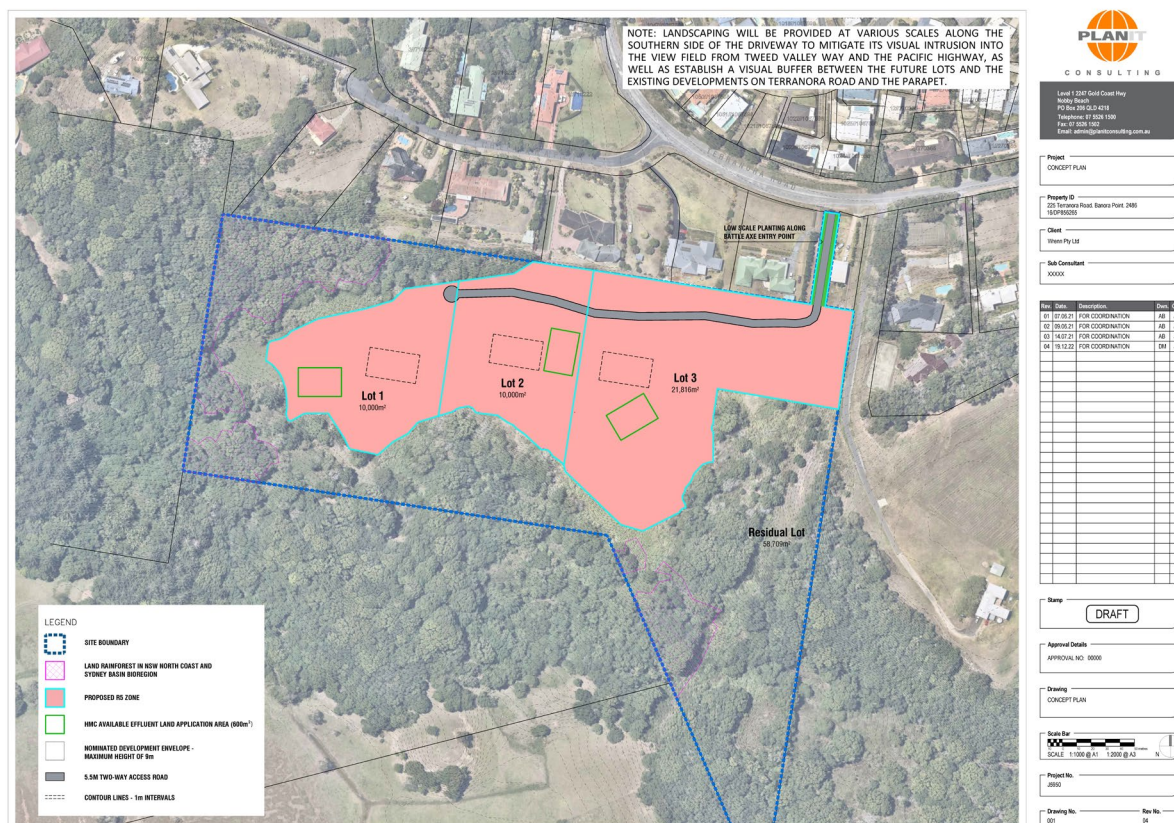 NOTE: LANDSCAPING WILL BE PROVIDED AT VARIOUS SCALES ALONG THE
SOUTHERN SIDE OF THE DRIVEWAY TO MITIGATE ITS VISUAL INTRUSION INTO
THE VIEW FIELD FROM TWEED VALLEY WAY AND THE PACIFIC HIGHWAY, AS
WELL AS ESTABLISH A VISUAL BUFFER BETWEEN THE FUTURE LOTS AND THE
EXISTING DEVELOPMENTS ON TERRANORA ROAD AND THE PARAPET.
LOW SCALE PLANTING ALONG
BATTLE AXE ENTRY POINT
Lot 1
10,000m²
Lot 2
10,000m²
Lot 3
21,816m²
Residual Lot
58,709m²
LEGEND
SITE BOUNDARY
LAND RAINFOREST IN NSW NORTH COAST AND
SYDNEY BASIN BIOREGION
PROPOSED R5 ZONE
HMC AVAILABLE EFFLUENT LAND APPLICATION AREA (600m²)
NOMINATED DEVELOPMENT ENVELOPE -
MAXIMUM HEIGHT OF 9m
5.5M TWO-WAY ACCESS ROAD
CONTOUR LINES - 1m INTERVALS
PLANIT
CONSULTING
Level 1 2247 Gold Coast Hwy
Nobby Beach
PO Box 206 QLD 4218
Telephone: 07 5526 1500
Fax: 07 5526 1502
Email: admin@planitconsulting.com.au
Project
CONCEPT PLAN
Property ID
225 Terranora Road, Banora Point, 2486
16/DP856265
Client
Wrenn Pty Ltd
Sub Consultant
XXXXX
Rev. Date. Description. Dwn.
01 07.05.21 FOR COORDINATION AB
02 09.05.21 FOR COORDINATION AB
03 14.07.21 FOR COORDINATION AB
04 19.12.22 FOR COORDINATION DM
Stamp
DRAFT
Approval Details
APPROVAL NO: 00000
Drawing
CONCEPT PLAN
Scale Bar
SCALE 1:1000 @ A1 1:2000 @ A3 N
Project No.
J6950
Drawing No. Rev No.
001 04